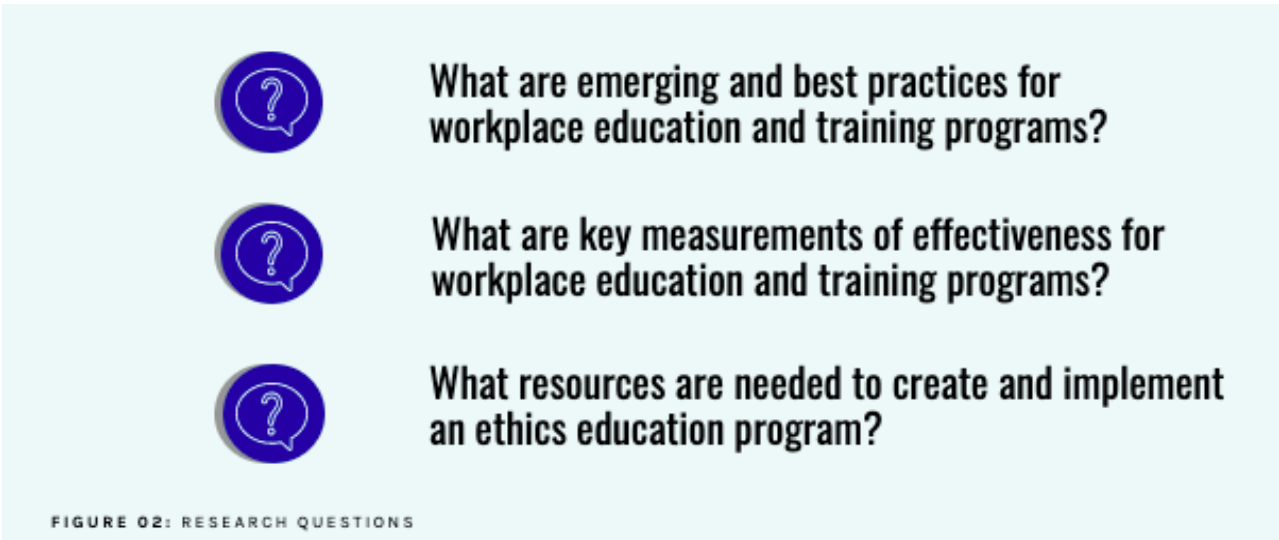 What are emerging and best practices for
workplace education and training programs?
What are key measurements of effectiveness for
workplace education and training programs?
What resources are needed to create and implement
an ethics education program?
FIGURE 02: RESEARCH QUESTIONS